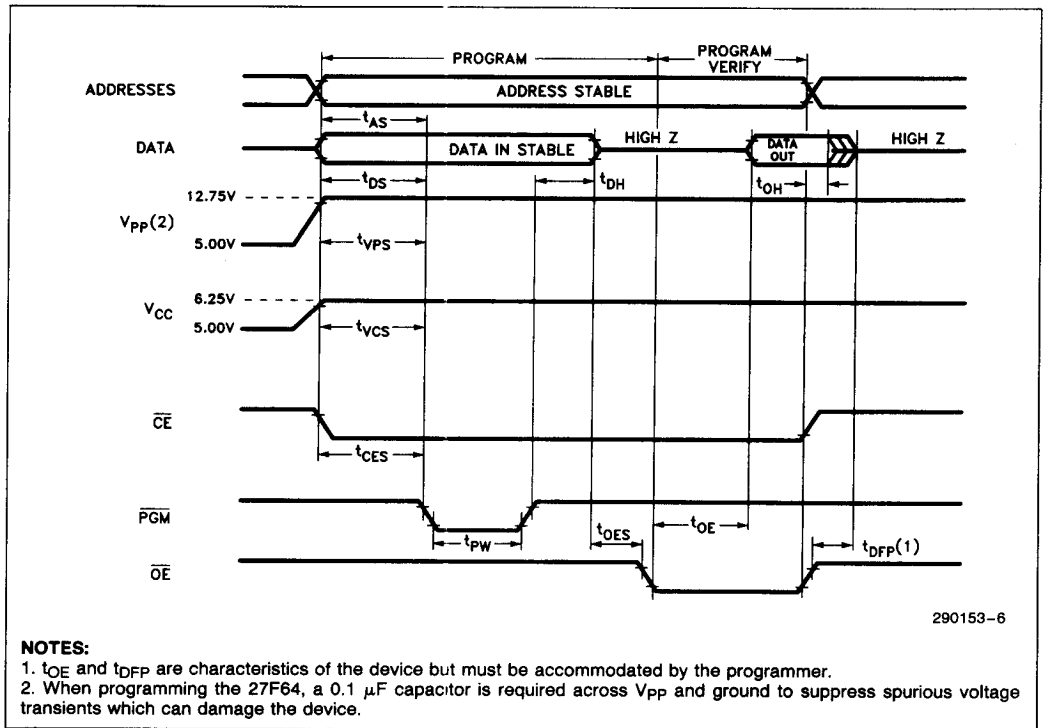 PROGRAM
PROGRAM
VERIFY
ADDRESSES
ADDRESS STABLE
tAS
DATA
DATA IN STABLE
HIGH Z
DATA
OUT
HIGH Z
tDS
tDH
tOH
12.75V
VPP(2)
5.00V
tVPS
6.25V
VCC
5.00V
tVCS
CE
tCES
PGM
tPW
tOES
tOE
tDFP(1)
OE
290153-6
NOTES:
1. tOE and tDFP are characteristics of the device but must be accommodated by the programmer.
2. When programming the 27F64, a 0.1 μF capacitor is required across VPP and ground to suppress spurious voltage
transients which can damage the device.